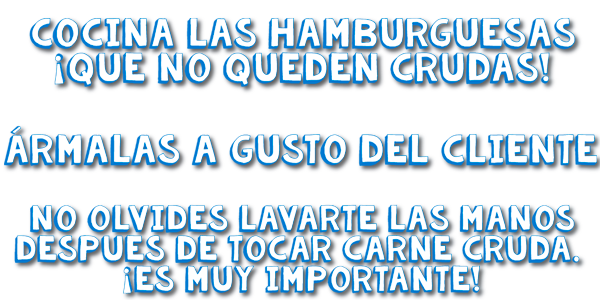 COCINA LAS HAMBURGUESAS
¡QUE NO QUEDEN CRUDAS!
ÁRMALAS A GUSTO DEL CLIENTE
NO OLVIDES LAVARTE LAS MANOS
DESPUES DE TOCAR CARNE CRUDA.
¡ES MUY IMPORTANTE!